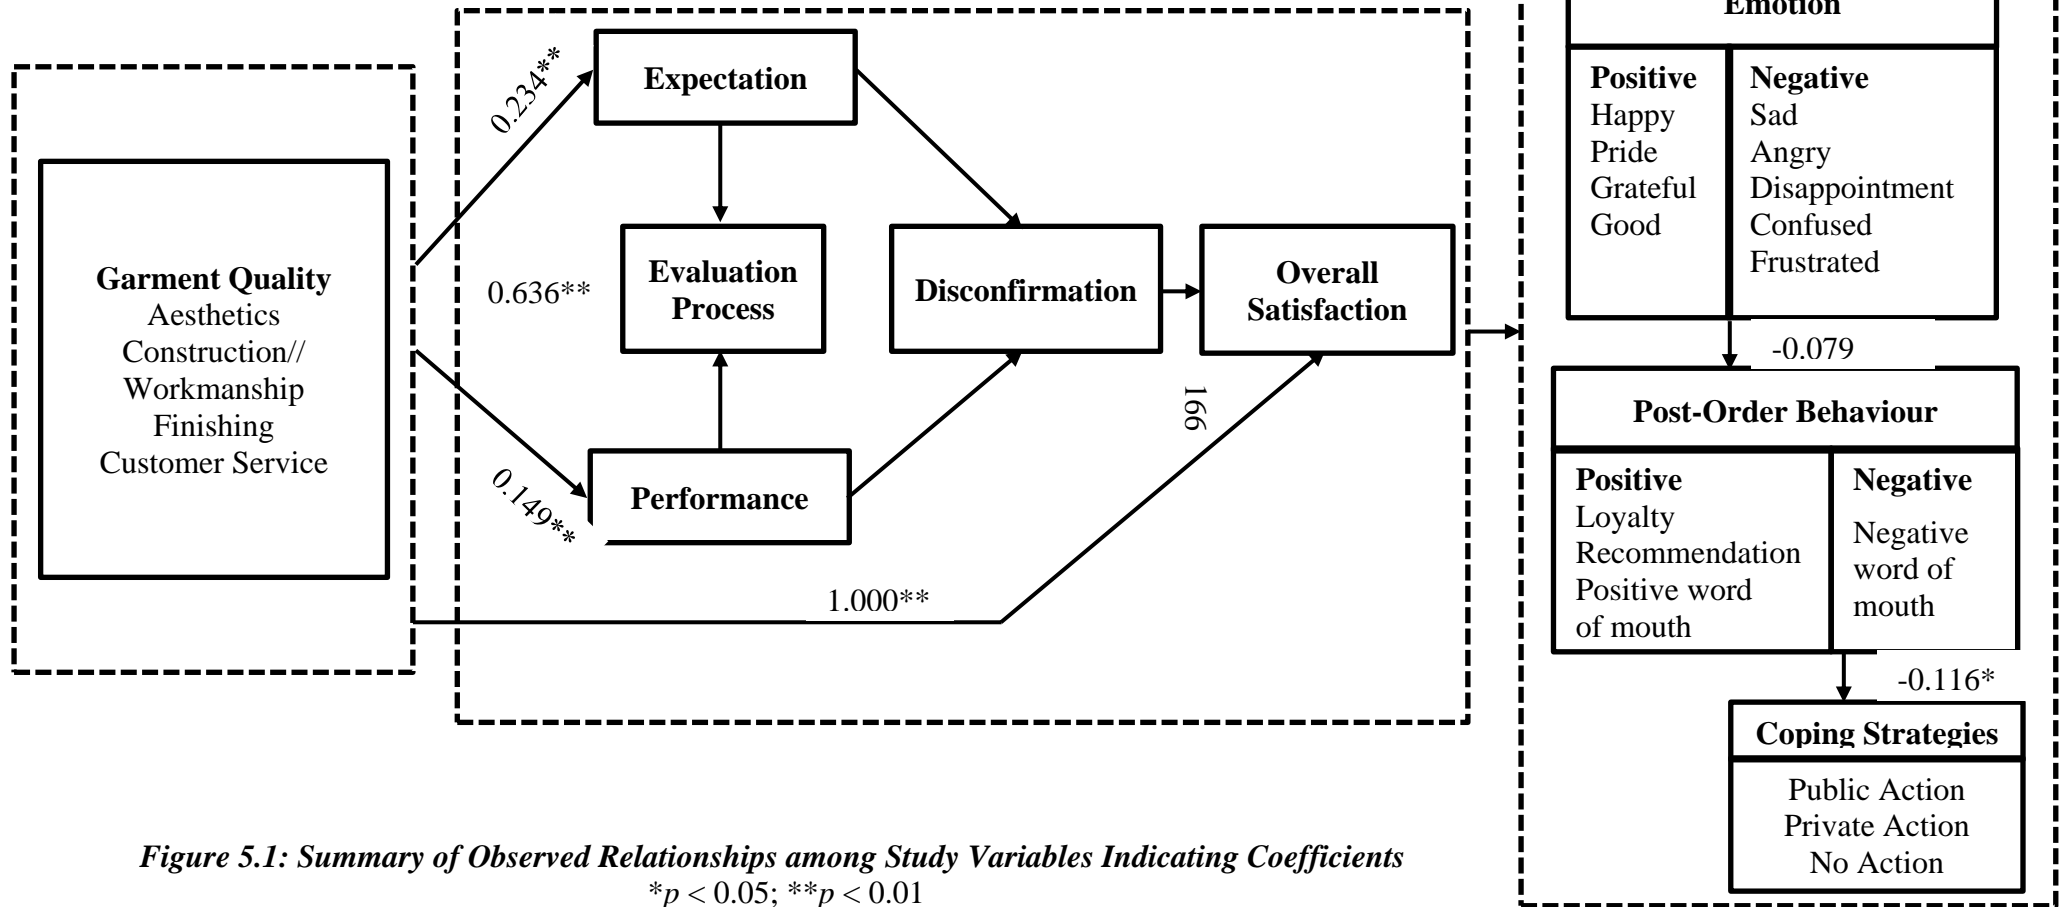 Garment Quality
Aesthetics
Construction//
Workmanship
Finishing
Customer Service
0.234**
0.636**
0.149**
1.000**
166
Expectation
Evaluation
Process
Performance
Disconfirmation
Overall
Satisfaction
Emotion
Positive
Happy
Pride
Grateful
Good
Negative
Sad
Angry
Disappointment
Confused
Frustrated
-0.079
Post-Order Behaviour
Positive
Loyalty
Recommendation
Positive word
of mouth
Negative
Negative
word of
mouth
-0.116*
Coping Strategies
Public Action
Private Action
No Action
Figure 5.1: Summary of Observed Relationships among Study Variables Indicating Coefficients
*p < 0.05; **p < 0.01